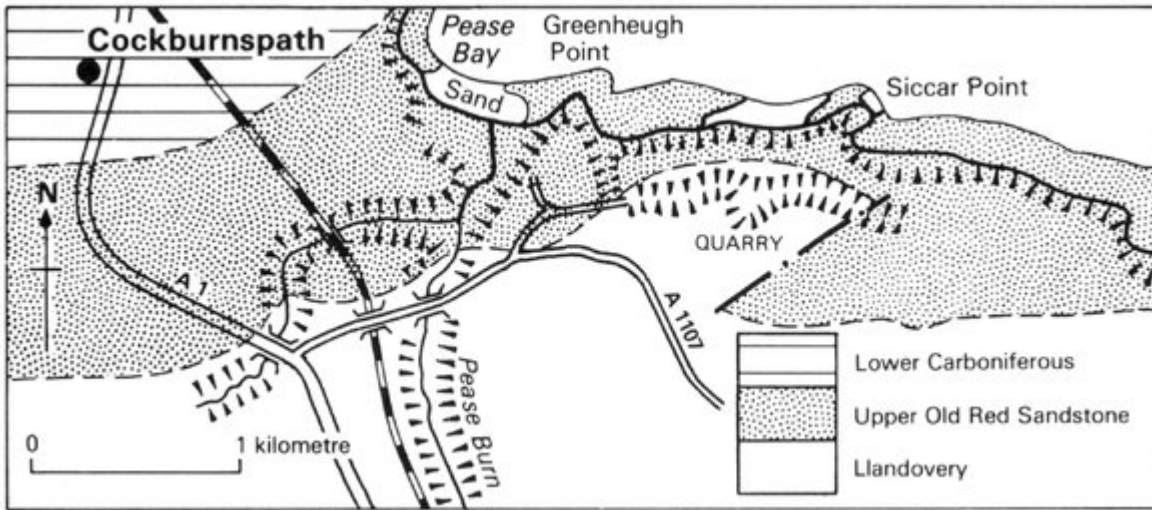 Cockburnspath
Pease
Bay
Greenheugh
Point
Sand
Siccar Point
N
QUARRY
A 1
A 1107
Pease Burn
0
1 kilometre
Lower Carboniferous
Upper Old Red Sandstone
Llandovery